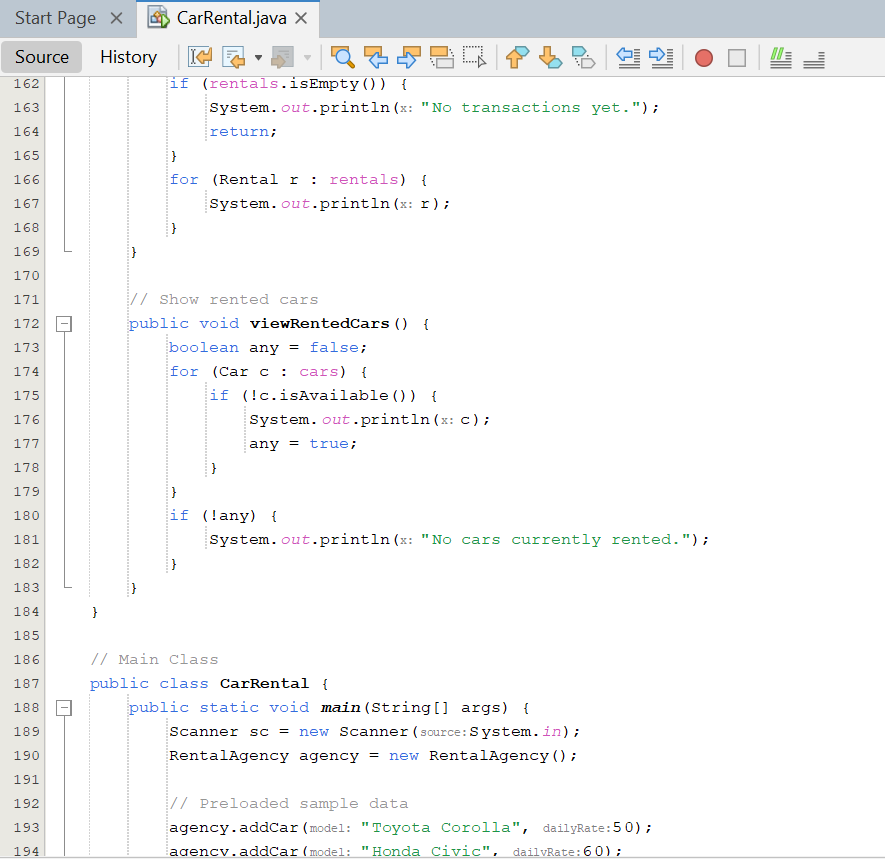 Start Page
CarRental.java
Source History
162 if (rentals.isEmpty()) {
163 System.out.println(x: "No transactions yet.");
164 return;
165 }
166 for (Rental r : rentals) {
167 System.out.println(x: r);
168 }
169 }
170
171 // Show rented cars
172 public void viewRentedCars() {
173 boolean any = false;
174 for (Car c : cars) {
175 if (!c.isAvailable()) {
176 System.out.println(x: c);
177 any = true;
178 }
179 }
180 if (!any) {
181 System.out.println(x: "No cars currently rented.");
182 }
183 }
184 }
185
186 // Main Class
187 public class CarRental {
188 public static void main(String[] args) {
189 Scanner sc = new Scanner(source: System.in);
190 RentalAgency agency = new RentalAgency();
191
192 // Preloaded sample data
193 agency.addCar(model: "Toyota Corolla", dailyRate: 50);
194 agency.addCar(model: "Honda Civic", dailyRate: 60);